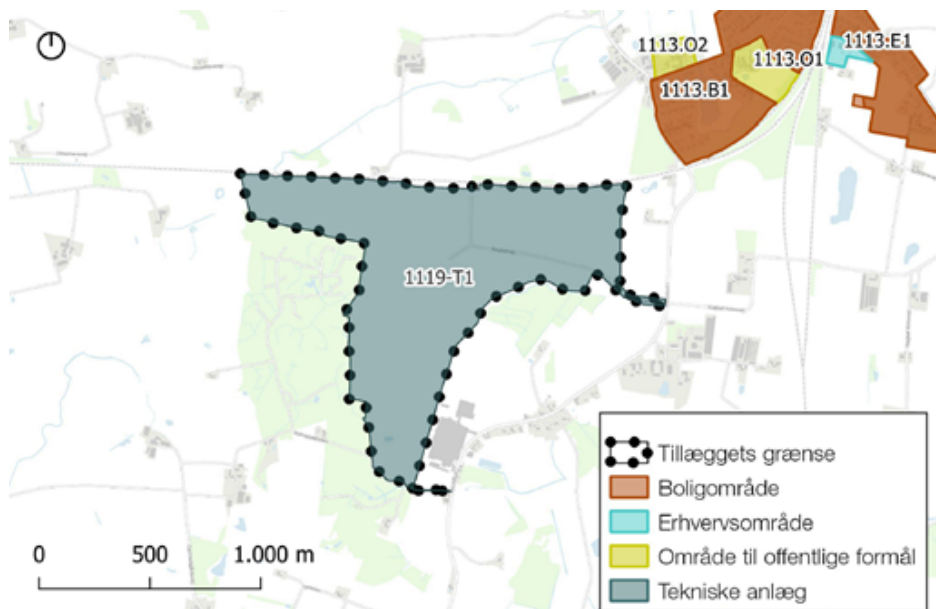 1113.O2
1113.E1
1113.O1
1113.B1
1119-T1
Tillæggets grænse
Boligområde
Erhvervsområde
Område til offentlige formål
Tekniske anlæg
0 500 1.000 m